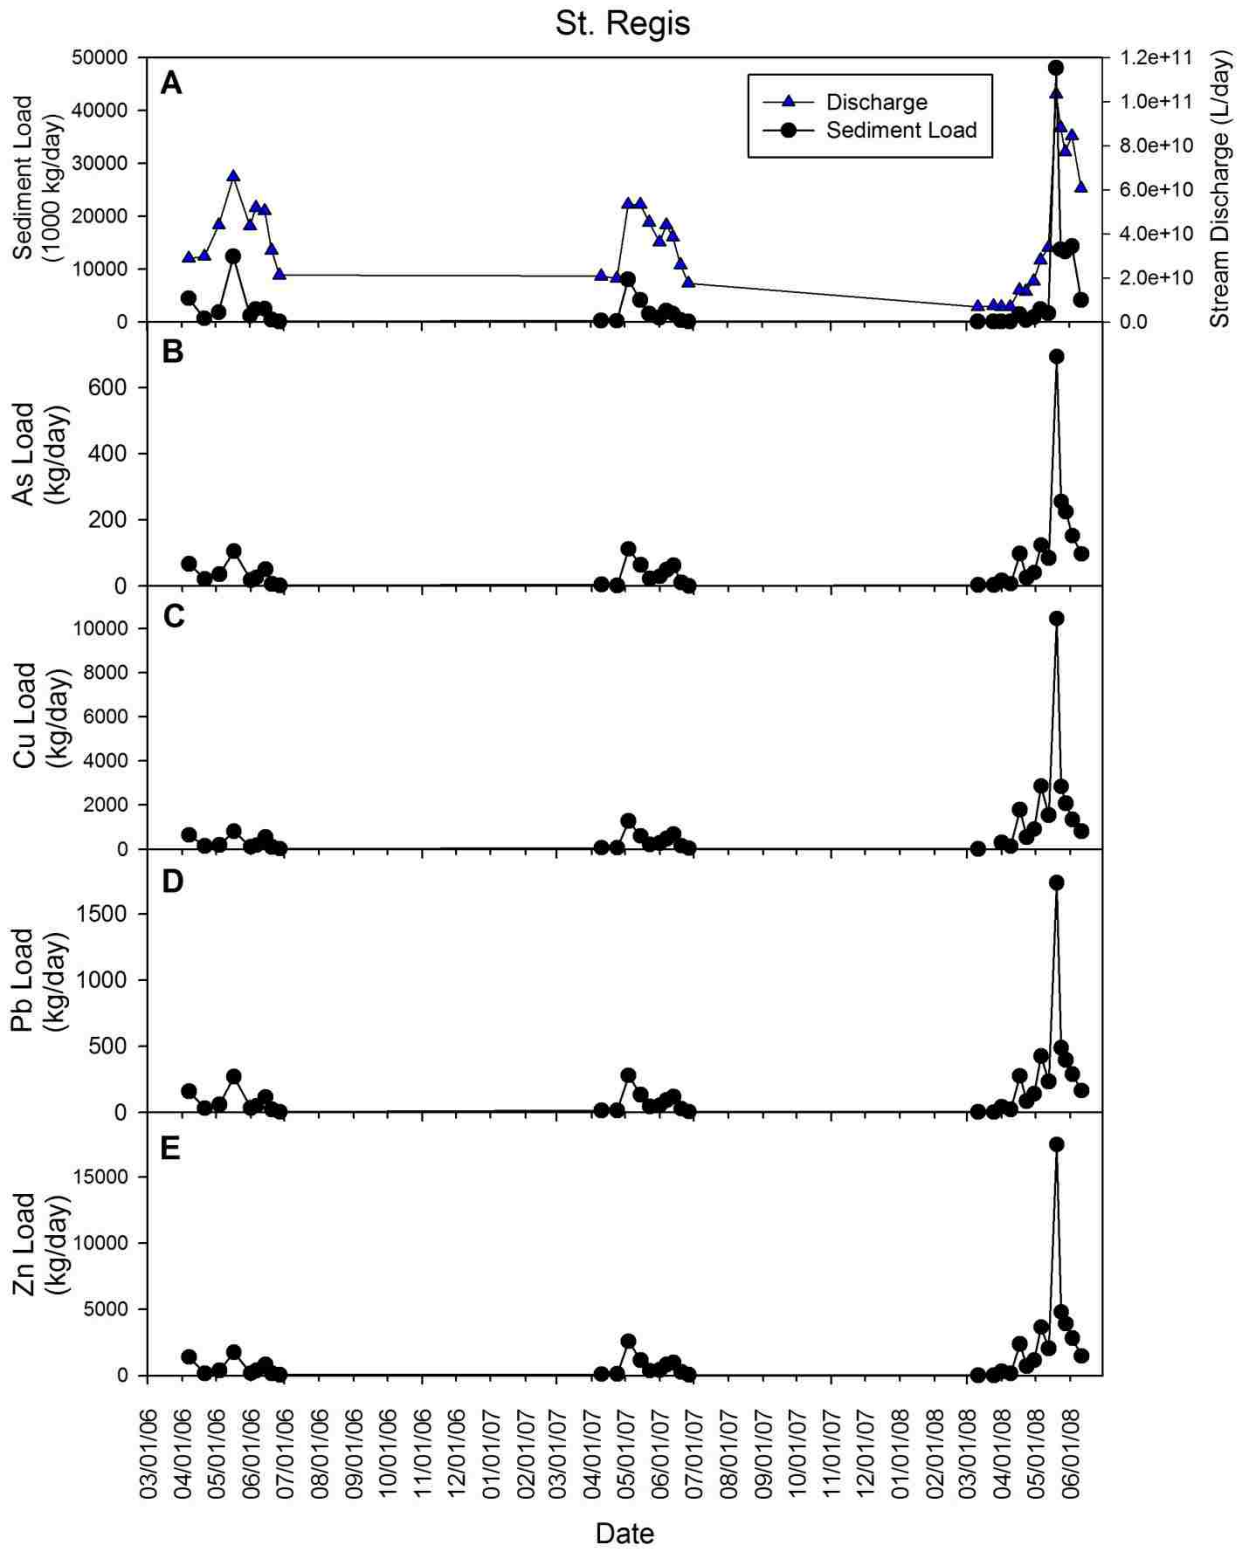 St. Regis
A
Sediment Load
(1000 kg/day)
50000
40000
30000
20000
10000
0
Discharge
Sediment Load
1.2e+11
1.0e+11
8.0e+10
6.0e+10
4.0e+10
2.0e+10
0.0
Stream Discharge (L/day)
B
As Load
(kg/day)
600
400
200
0
C
Cu Load
(kg/day)
10000
8000
6000
4000
2000
0
D
Pb Load
(kg/day)
1500
1000
500
0
E
Zn Load
(kg/day)
15000
10000
5000
0
03/01/06
04/01/06
05/01/06
06/01/06
07/01/06
08/01/06
09/01/06
10/01/06
11/01/06
12/01/06
01/01/07
02/01/07
03/01/07
04/01/07
05/01/07
06/01/07
07/01/07
08/01/07
09/01/07
10/01/07
11/01/07
12/01/07
01/01/08
02/01/08
03/01/08
04/01/08
05/01/08
06/01/08
Date